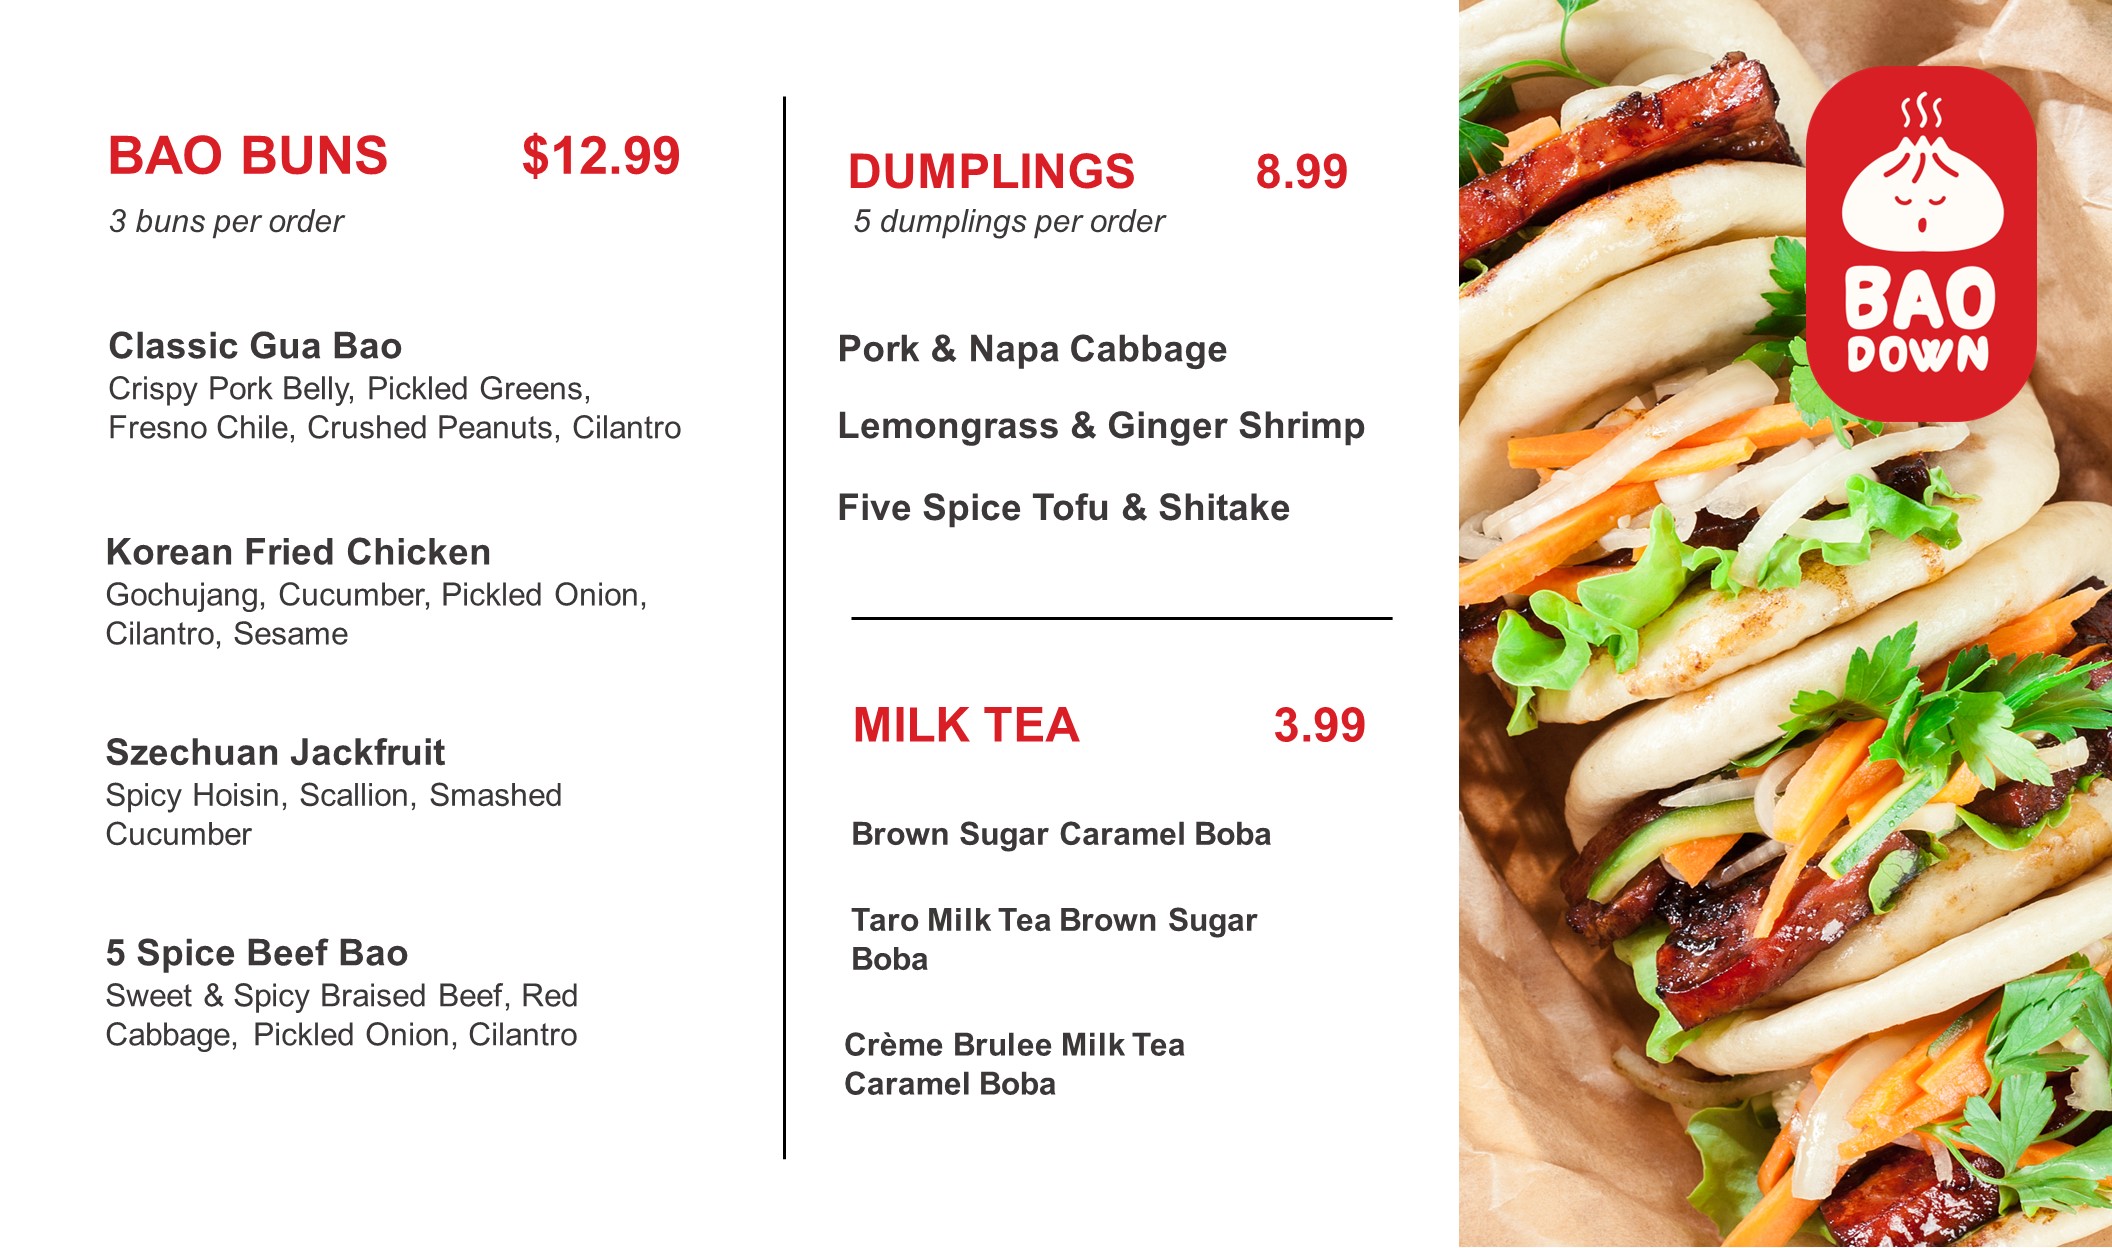 BAO BUNS $12.99
3 buns per order
Classic Gua Bao
Crispy Pork Belly, Pickled Greens,
Fresno Chile, Crushed Peanuts, Cilantro
Korean Fried Chicken
Gochujang, Cucumber, Pickled Onion,
Cilantro, Sesame
Szechuan Jackfruit
Spicy Hoisin, Scallion, Smashed
Cucumber
5 Spice Beef Bao
Sweet & Spicy Braised Beef, Red
Cabbage, Pickled Onion, Cilantro
DUMPLINGS 8.99
5 dumplings per order
Pork & Napa Cabbage
Lemongrass & Ginger Shrimp
Five Spice Tofu & Shitake
MILK TEA 3.99
Brown Sugar Caramel Boba
Taro Milk Tea Brown Sugar
Boba
Crème Brulee Milk Tea
Caramel Boba
BAO
DOWN